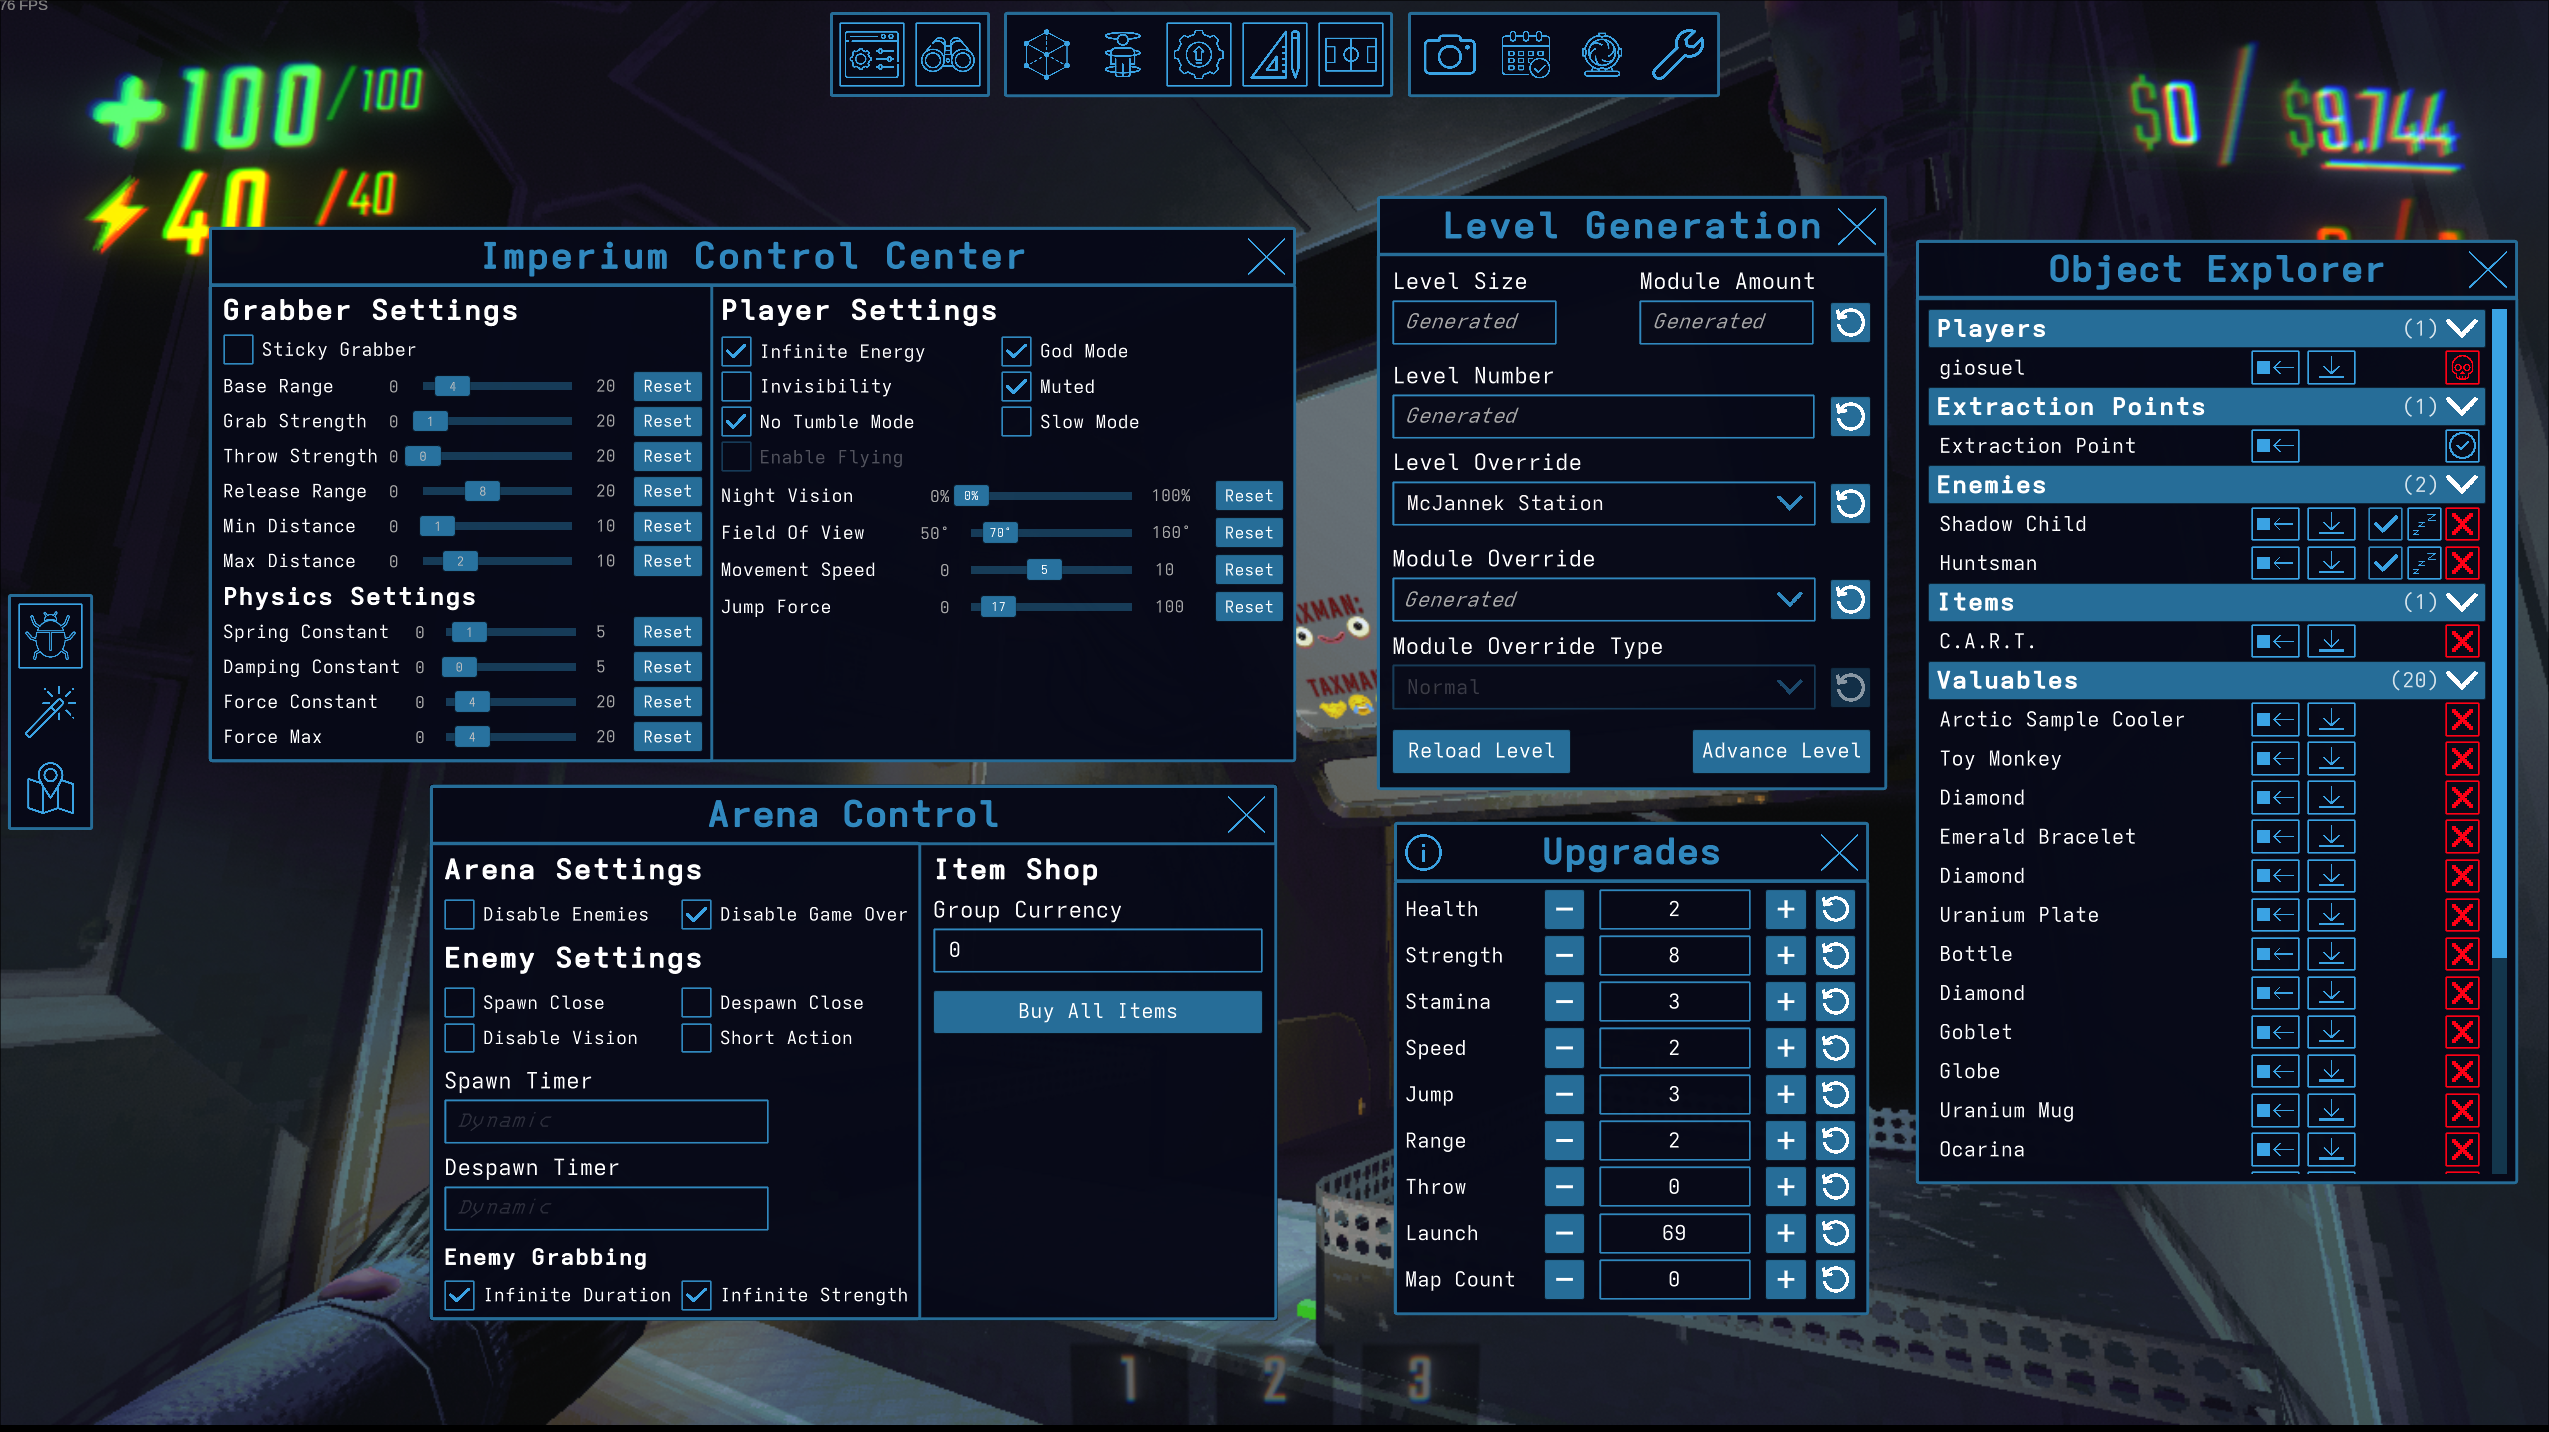 76 FPS
+100/100
40/40
$0 / $9.744
Imperium Control Center
Grabber Settings
Sticky Grabber
Base Range 0 4 20 Reset
Grab Strength 0 1 20 Reset
Throw Strength 0 0 20 Reset
Release Range 0 8 20 Reset
Min Distance 0 1 10 Reset
Max Distance 0 2 10 Reset
Physics Settings
Spring Constant 0 1 5 Reset
Damping Constant 0 0 5 Reset
Force Constant 0 4 20 Reset
Force Max 0 4 20 Reset
Player Settings
Infinite Energy God Mode
Invisibility Muted
No Tumble Mode Slow Mode
Enable Flying
Night Vision 0% 0% 100% Reset
Field Of View 50° 70° 160° Reset
Movement Speed 0 5 10 Reset
Jump Force 0 17 100 Reset
TAXMAN
Level Generation
Level Size Module Amount
Generated Generated
Level Number
Generated
Level Override
McJannek Station
Module Override
Generated
Module Override Type
Normal
Reload Level Advance Level
Object Explorer
Players (1)
giosuel
Extraction Points (1)
Extraction Point
Enemies (2)
Shadow Child
Huntsman
Items (1)
C.A.R.T.
Valuables (20)
Arctic Sample Cooler
Toy Monkey
Diamond
Emerald Bracelet
Diamond
Uranium Plate
Bottle
Diamond
Goblet
Globe
Uranium Mug
Ocarina
Arena Control
Arena Settings
Disable Enemies Disable Game Over
Enemy Settings
Spawn Close Despawn Close
Disable Vision Short Action
Spawn Timer
Dynamic
Despawn Timer
Dynamic
Enemy Grabbing
Infinite Duration Infinite Strength
Item Shop
Group Currency
0
Buy All Items
Upgrades
Health 2
Strength 8
Stamina 3
Speed 2
Jump 3
Range 2
Throw 0
Launch 69
Map Count 0
1 2 3